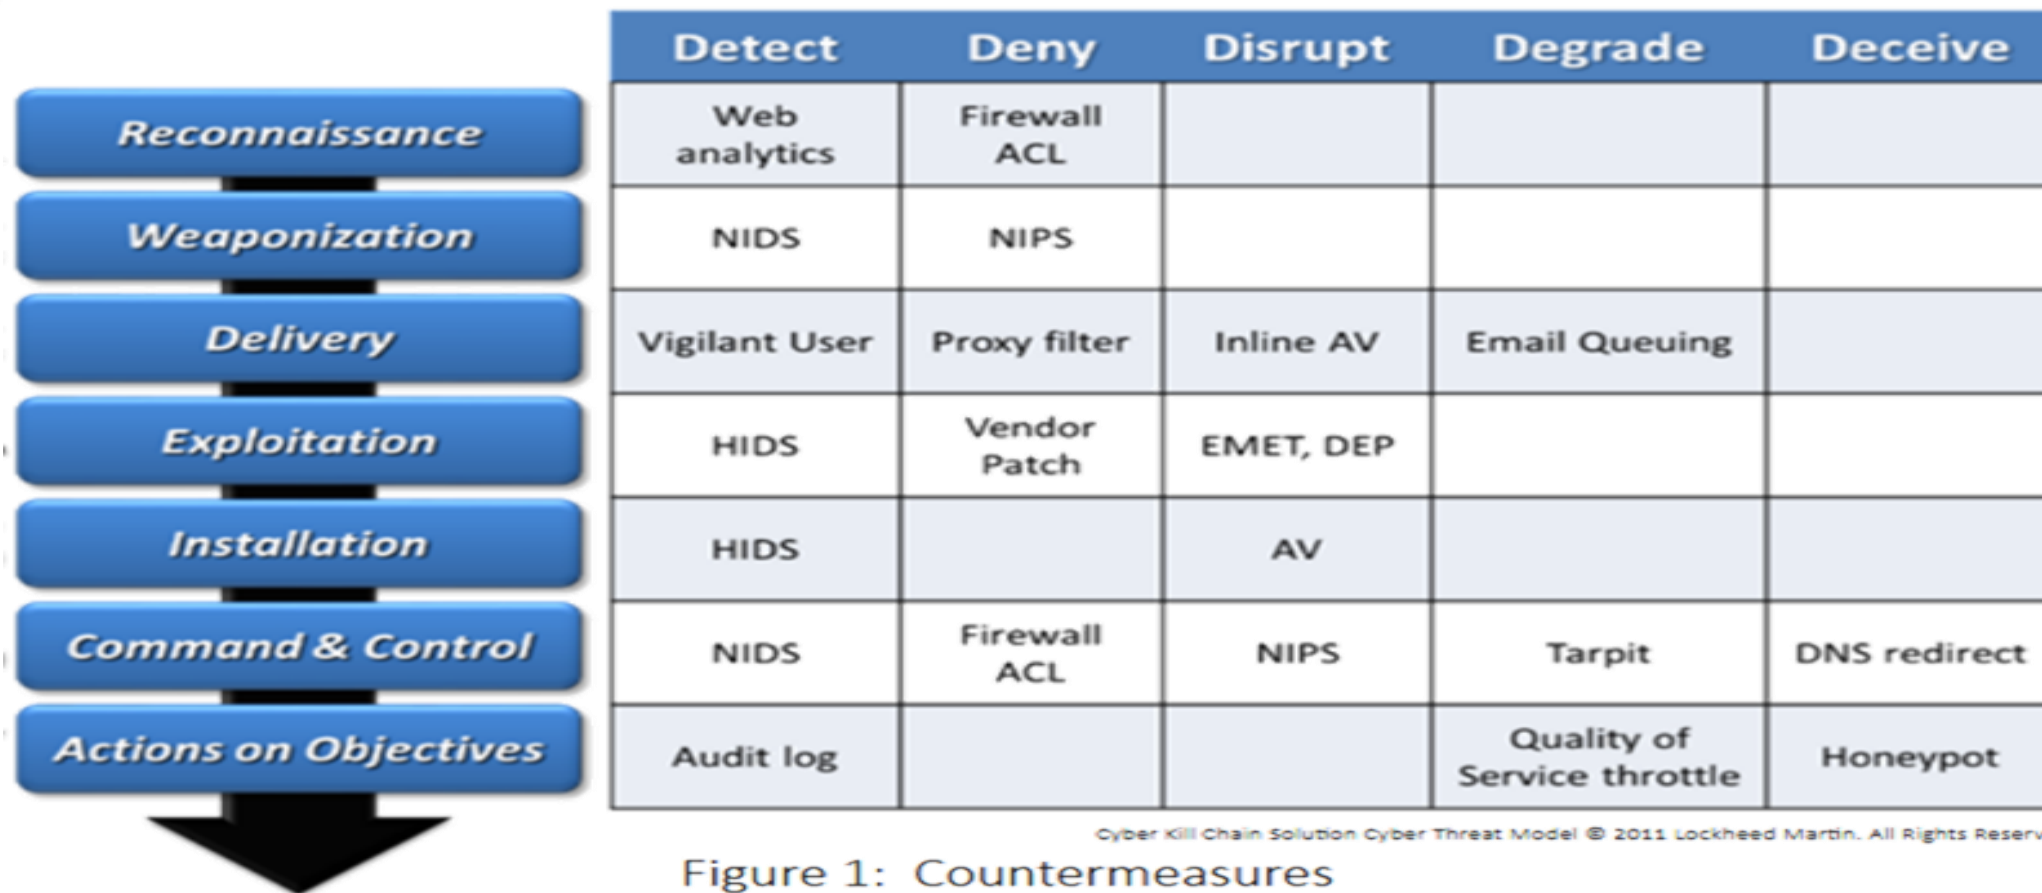 Detect Deny Disrupt Degrade Deceive
Reconnaissance
Web
analytics
Firewall
ACL
Weaponization
NIDS
NIPS
Delivery
Vigilant User
Proxy filter
Inline AV
Email Queuing
Exploitation
HIDS
Vendor
Patch
EMET, DEP
Installation
HIDS
AV
Command & Control
NIDS
Firewall
ACL
NIPS
Tarpit
DNS redirect
Actions on Objectives
Audit log
Quality of
Service throttle
Honeypot
Cyber Kill Chain Solution Cyber Threat Model © 2011 Lockheed Martin. All Rights Reserv
Figure 1: Countermeasures